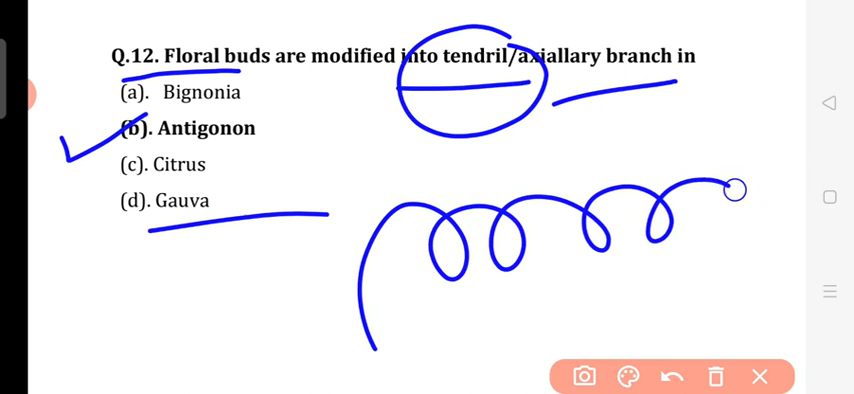 Q.12. Floral buds are modified into tendril/axiallary branch in
(a). Bignonia
(b). Antigonon
(c). Citrus
(d). Gauva